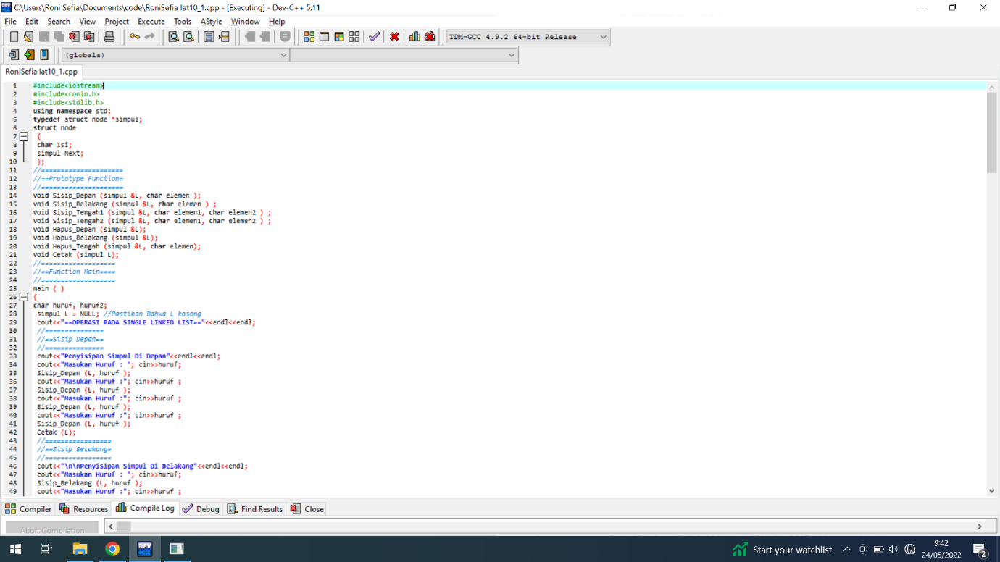 C:\Users\Roni Sefia\Documents\code\RoniSefia lat10_1.cpp - [Executing] - Dev-C++ 5.11
File Edit Search View Project Execute Tools AStyle Window Help
TDM-GCC 4.9.2 64-bit Release
(globals)
RoniSefia lat10_1.cpp
1 #include<iostream>
2 #include<conio.h>
3 #include<stdlib.h>
4 using namespace std;
5 typedef struct node *simpul;
6 struct node
7 {
8 char Isi;
9 simpul Next;
10 };
11 //=====================
12 //==Prototype Function=
13 //=====================
14 void Sisip_Depan (simpul &L, char elemen );
15 void Sisip_Belakang (simpul &L, char elemen ) ;
16 void Sisip_Tengah1 (simpul &L, char elemen1, char elemen2 ) ;
17 void Sisip_Tengah2 (simpul &L, char elemen1, char elemen2 ) ;
18 void Hapus_Depan (simpul &L);
19 void Hapus_Belakang (simpul &L);
20 void Hapus_Tengah (simpul &L, char elemen);
21 void Cetak (simpul L);
22 //===================
23 //==Function Main====
24 //===================
25 main ( )
26 {
27 char huruf, huruf2;
28 simpul L = NULL; //Pastikan Bahwa L kosong
29 cout<<"==OPERASI PADA SINGLE LINKED LIST=="<<endl<<endl;
30 //===============
31 //==Sisip Depan==
32 //===============
33 cout<<"Penyisipan Simpul Di Depan"<<endl<<endl;
34 cout<<"Masukan Huruf : "; cin>>huruf;
35 Sisip_Depan (L, huruf );
36 cout<<"Masukan Huruf :"; cin>>huruf ;
37 Sisip_Depan (L, huruf );
38 cout<<"Masukan Huruf :"; cin>>huruf ;
39 Sisip_Depan (L, huruf );
40 cout<<"Masukan Huruf :"; cin>>huruf ;
41 Sisip_Depan (L, huruf );
42 Cetak (L);
43 //=================
44 //==Sisip Belakang=
45 //=================
46 cout<<"\n\nPenyisipan Simpul Di Belakang"<<endl<<endl;
47 cout<<"Masukan Huruf : "; cin>>huruf;
48 Sisip_Belakang (L, huruf );
49 cout<<"Masukan Huruf :"; cin>>huruf ;
Compiler Resources Compile Log Debug Find Results Close
Abort Compilation
DEV
Start your watchlist
9:42
24/05/2022
2